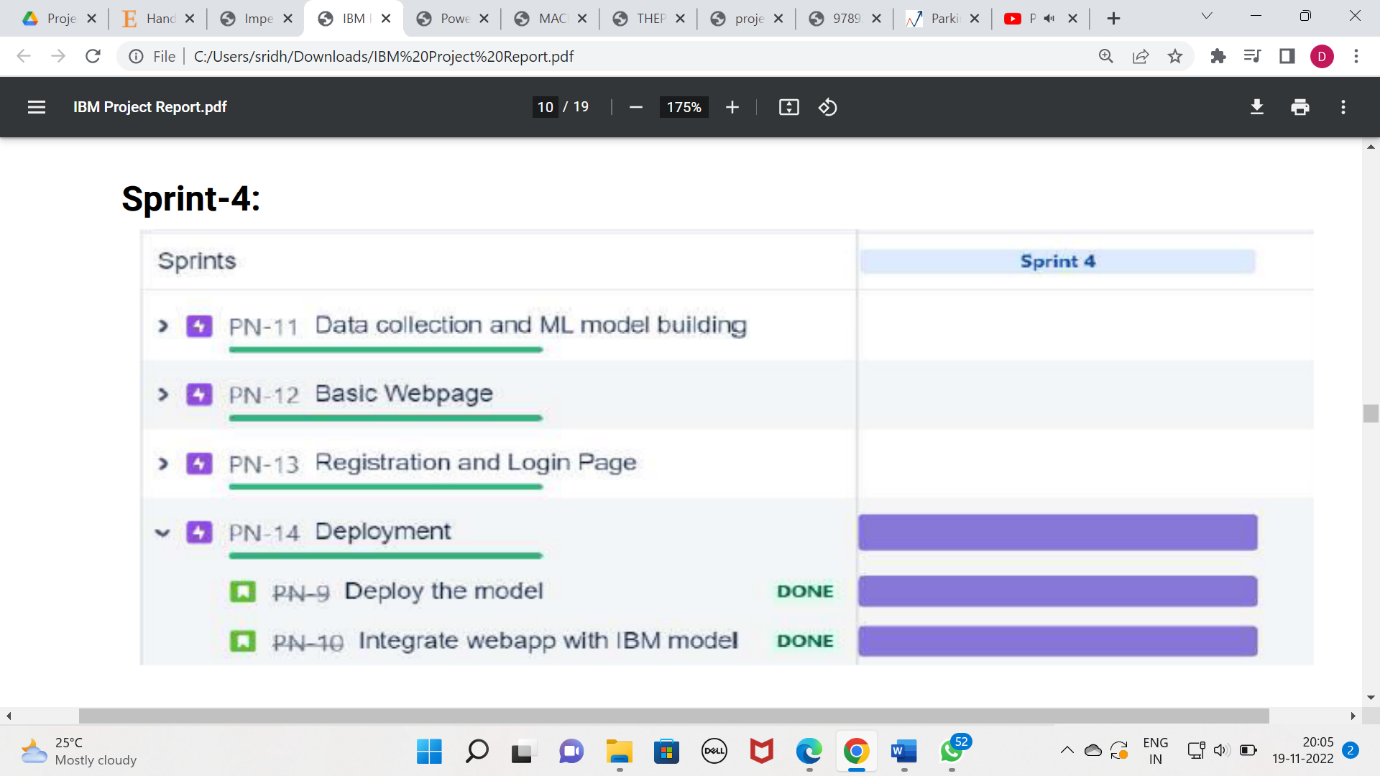 Proje
Hand
Impe
IBM
Powe
MAC
THEP
proje
9789
Parki
P
File
C:/Users/sridh/Downloads/IBM%20Project%20Report.pdf
D
IBM Project Report.pdf
10 / 19
175%
Sprint-4:
Sprints
Sprint 4
PN-11 Data collection and ML model building
PN-12 Basic Webpage
PN-13 Registration and Login Page
PN-14 Deployment
PN-9 Deploy the model DONE
PN-10 Integrate webapp with IBM model DONE
25°C
Mostly cloudy
DELL
W
52
ENG
IN
20:05
19-11-2022
2